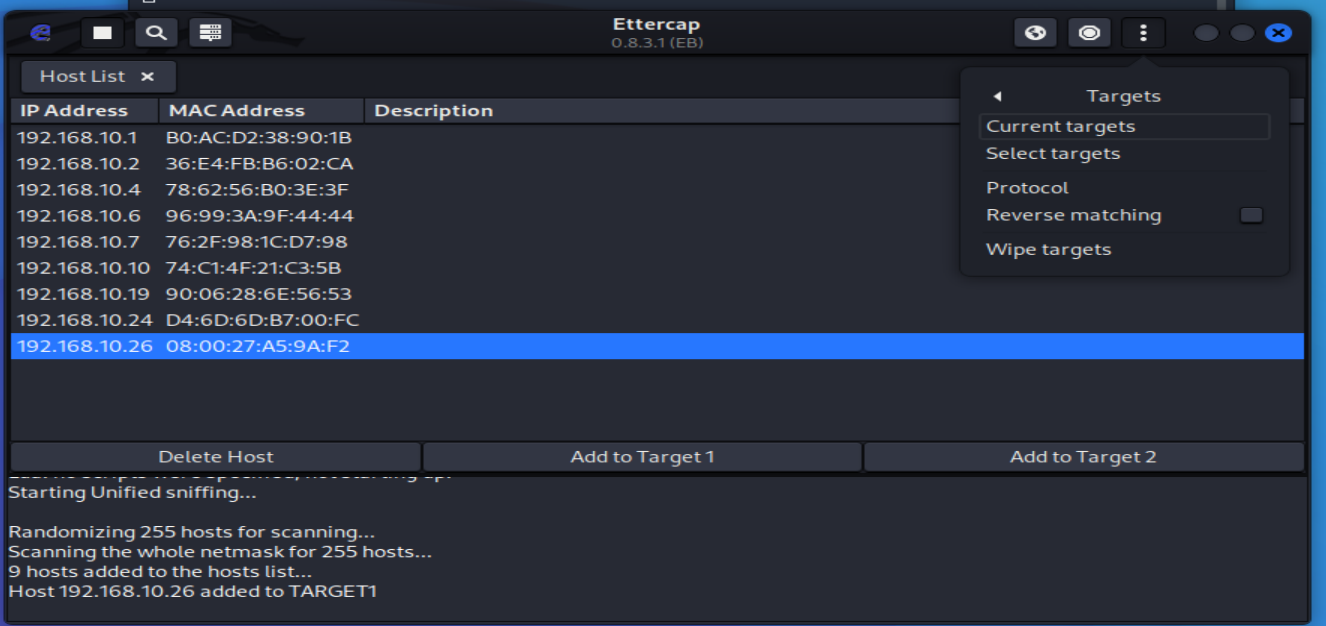 Ettercap
0.8.3.1 (EB)
Host List ×
Targets
Current targets
Select targets
Protocol
Reverse matching
Wipe targets
IP Address MAC Address Description
192.168.10.1 B0:AC:D2:38:90:1B
192.168.10.2 36:E4:FB:B6:02:CA
192.168.10.4 78:62:56:B0:3E:3F
192.168.10.6 96:99:3A:9F:44:44
192.168.10.7 76:2F:98:1C:D7:98
192.168.10.10 74:C1:4F:21:C3:5B
192.168.10.19 90:06:28:6E:56:53
192.168.10.24 D4:6D:6D:B7:00:FC
192.168.10.26 08:00:27:A5:9A:F2
Delete Host Add to Target 1 Add to Target 2
Starting Unified sniffing...
Randomizing 255 hosts for scanning...
Scanning the whole netmask for 255 hosts...
9 hosts added to the hosts list...
Host 192.168.10.26 added to TARGET1